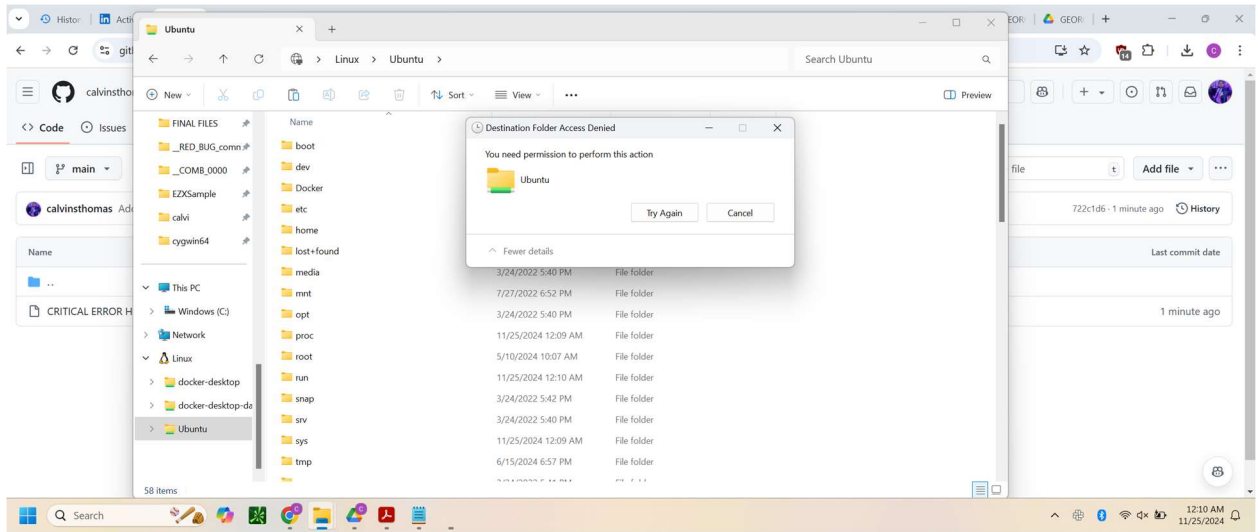 Histor
Activ
EOR
GEOR
gitl
14
C
Ubuntu
Linux > Ubuntu >
Search Ubuntu
New
Sort
View
Preview
calvinstho
Code
Issues
main
file
t
Add file
calvinsthomas Ade
722c1d6 · 1 minute ago
History
Name
Last commit date
..
CRITICAL ERROR H
1 minute ago
FINAL FILES
_RED_BUG_comn
_COMB_0000
EZXSample
calvi
cygwin64
This PC
Windows (C:)
Network
Linux
docker-desktop
docker-desktop-da
Ubuntu
Name
boot
dev
Docker
etc
home
lost+found
media 3/24/2022 5:40 PM File folder
mnt 7/27/2022 6:52 PM File folder
opt 3/24/2022 5:40 PM File folder
proc 11/25/2024 12:09 AM File folder
root 5/10/2024 10:07 AM File folder
run 11/25/2024 12:10 AM File folder
snap 3/24/2022 5:42 PM File folder
srv 3/24/2022 5:40 PM File folder
sys 11/25/2024 12:09 AM File folder
tmp 6/15/2024 6:57 PM File folder
58 items
Destination Folder Access Denied
You need permission to perform this action
Ubuntu
Try Again
Cancel
Fewer details
Search
12:10 AM
11/25/2024